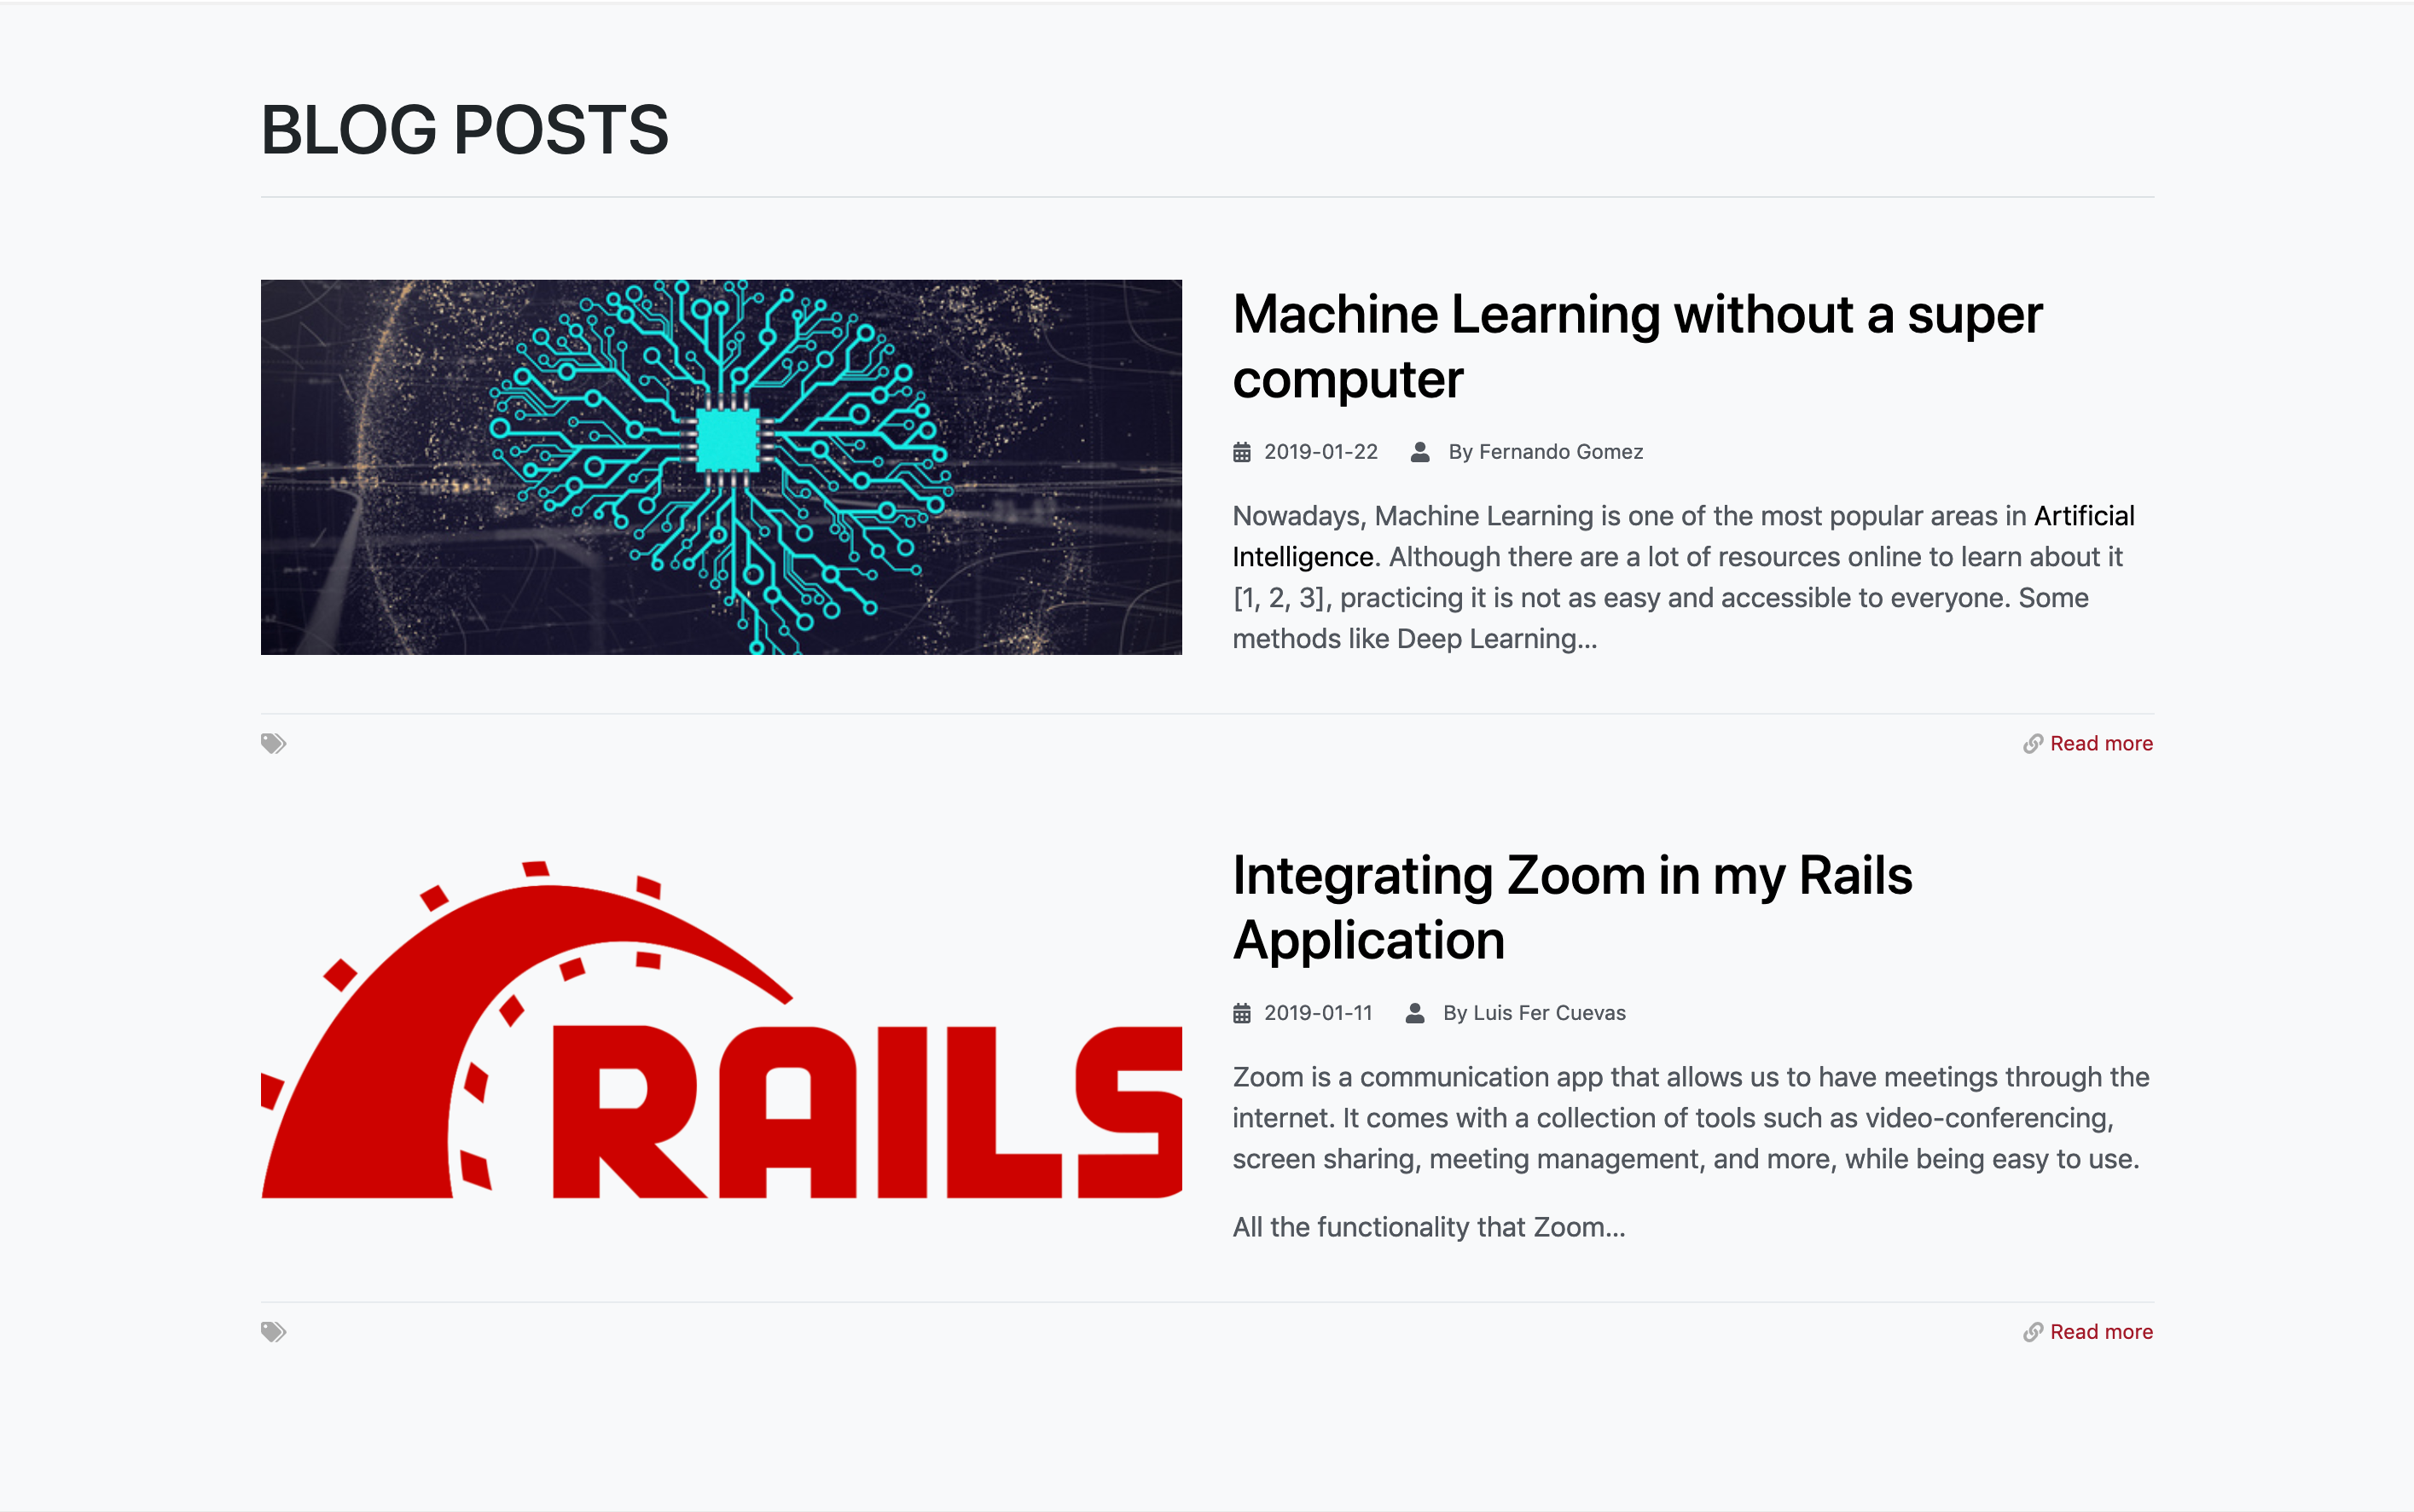 BLOG POSTS
Machine Learning without a super
computer
2019-01-22 By Fernando Gomez
Nowadays, Machine Learning is one of the most popular areas in Artificial
Intelligence. Although there are a lot of resources online to learn about it
[1, 2, 3], practicing it is not as easy and accessible to everyone. Some
methods like Deep Learning...
Read more
RAILS
Integrating Zoom in my Rails
Application
2019-01-11 By Luis Fer Cuevas
Zoom is a communication app that allows us to have meetings through the
internet. It comes with a collection of tools such as video-conferencing,
screen sharing, meeting management, and more, while being easy to use.
All the functionality that Zoom...
Read more